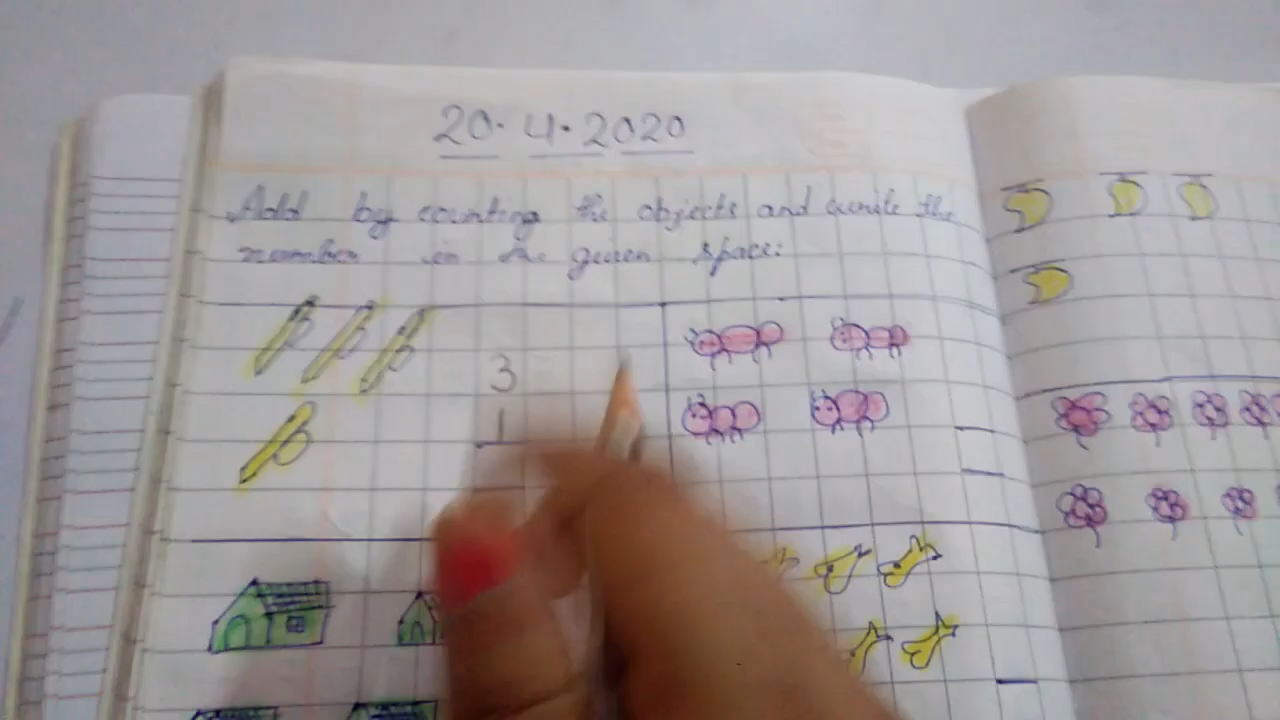 20. 4. 2020
Add by counting the objects and write the
number in the given space:
3
1